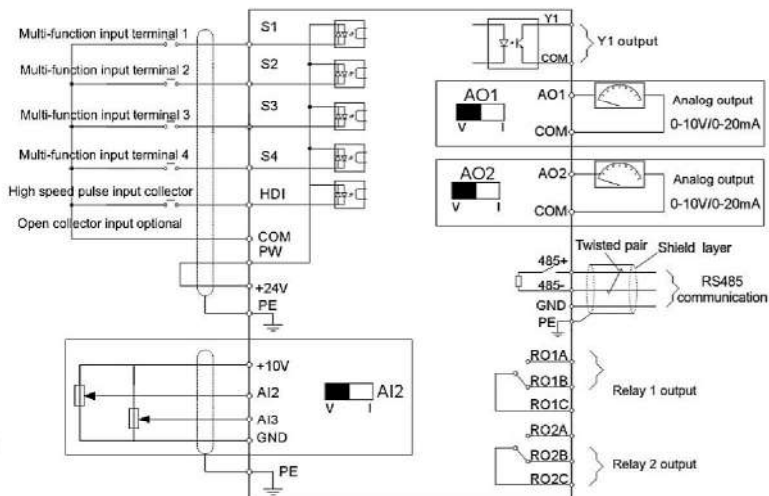 Multi-function input terminal 1
Multi-function input terminal 2
Multi-function input terminal 3
Multi-function input terminal 4
High speed pulse input collector
Open collector input optional
S1
S2
S3
S4
HDI
COM
PW
+24V
PE
+10V
AI2
AI3
GND
PE
V I
AI2
Y1
COM
Y1 output
AO1
V I
AO1
COM
Analog output
0-10V/0-20mA
AO2
V I
AO2
COM
Analog output
0-10V/0-20mA
Twisted pair
Shield layer
485+
485-
GND
PE
RS485
communication
RO1A
RO1B
RO1C
Relay 1 output
RO2A
RO2B
RO2C
Relay 2 output